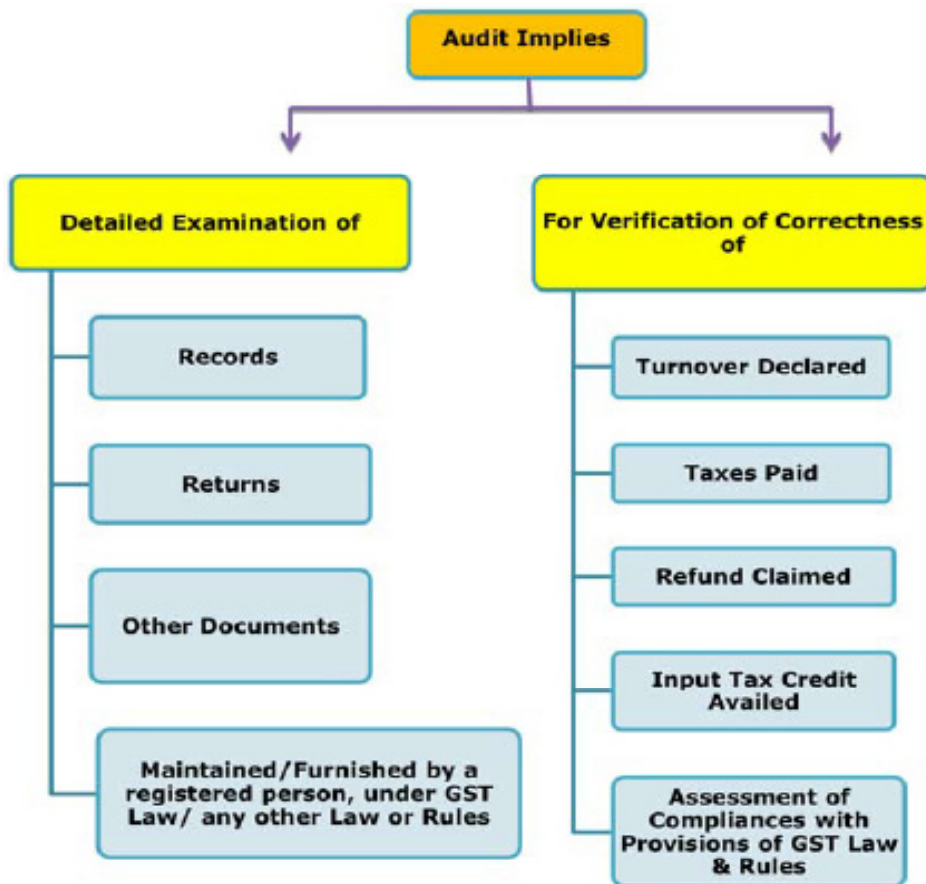 Audit Implies
Detailed Examination of
Records
Returns
Other Documents
Maintained/Furnished by a
registered person, under GST
Law/ any other Law or Rules
For Verification of Correctness
of
Turnover Declared
Taxes Paid
Refund Claimed
Input Tax Credit
Availed
Assessment of
Compliances with
Provisions of GST Law
& Rules